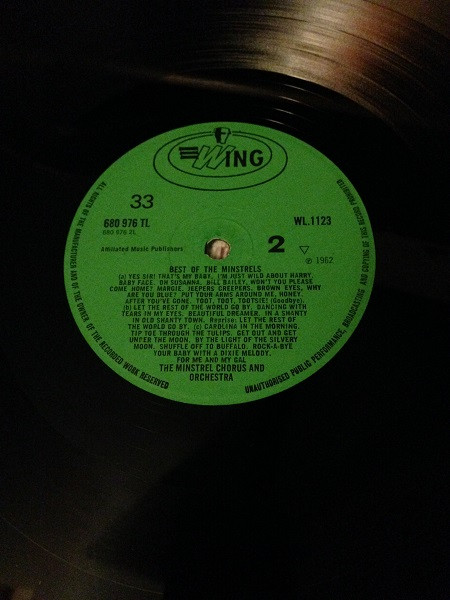 WING
33
680 976 TL
680 976 2L
WL.1123
Affiliated Music Publishers
2
℗ 1962
BEST OF THE MINSTRELS
(a) YES SIR! THAT'S MY BABY. I'M JUST WILD ABOUT HARRY.
BABY FACE. OH SUSANNA. BILL BAILEY, WON'T YOU PLEASE
COME HOME? MARGIE. JEEPERS CREEPERS. BROWN EYES, WHY
ARE YOU BLUE? PUT YOUR ARMS AROUND ME, HONEY.
AFTER YOU'VE GONE. TOOT, TOOT, TOOTSIE! (Goodbye).
(b) LET THE REST OF THE WORLD GO BY. DANCING WITH
TEARS IN MY EYES. BEAUTIFUL DREAMER. IN A SHANTY
IN OLD SHANTY TOWN. Reprise: LET THE REST OF
THE WORLD GO BY. (c) CAROLINA IN THE MORNING.
TIP TOE THROUGH THE TULIPS. GET OUT AND GET
UNDER THE MOON. BY THE LIGHT OF THE SILVERY
MOON. SHUFFLE OFF TO BUFFALO. ROCK-A-BYE
YOUR BABY WITH A DIXIE MELODY.
FOR ME AND MY GAL
THE MINSTREL CHORUS AND
ORCHESTRA
ALL RIGHTS OF THE MANUFACTURER AND OF THE OWNER OF THE RECORDED WORK RESERVED
UNAUTHORISED PUBLIC PERFORMANCE, BROADCASTING AND COPYING OF THIS RECORD PROHIBITED